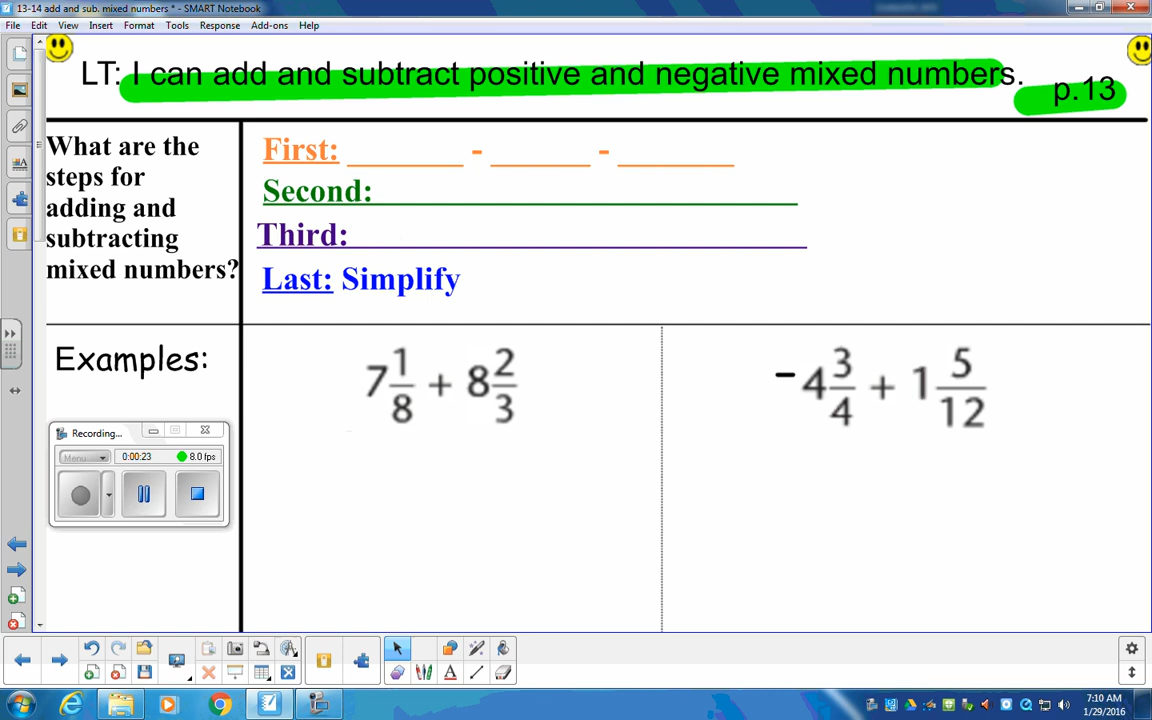 13-14 add and sub. mixed numbers * - SMART Notebook
File Edit View Insert Format Tools Response Add-ons Help
LT: I can add and subtract positive and negative mixed numbers.
p.13
What are the
steps for
adding and
subtracting
mixed numbers?
First: _______ - ______ - _______
Second: 
Third: 
Last: Simplify
Examples:
7 1/8 + 8 2/3
-4 3/4 + 1 5/12
Recording...
Menu 0:00:23 8.0 fps
7:10 AM
1/29/2016